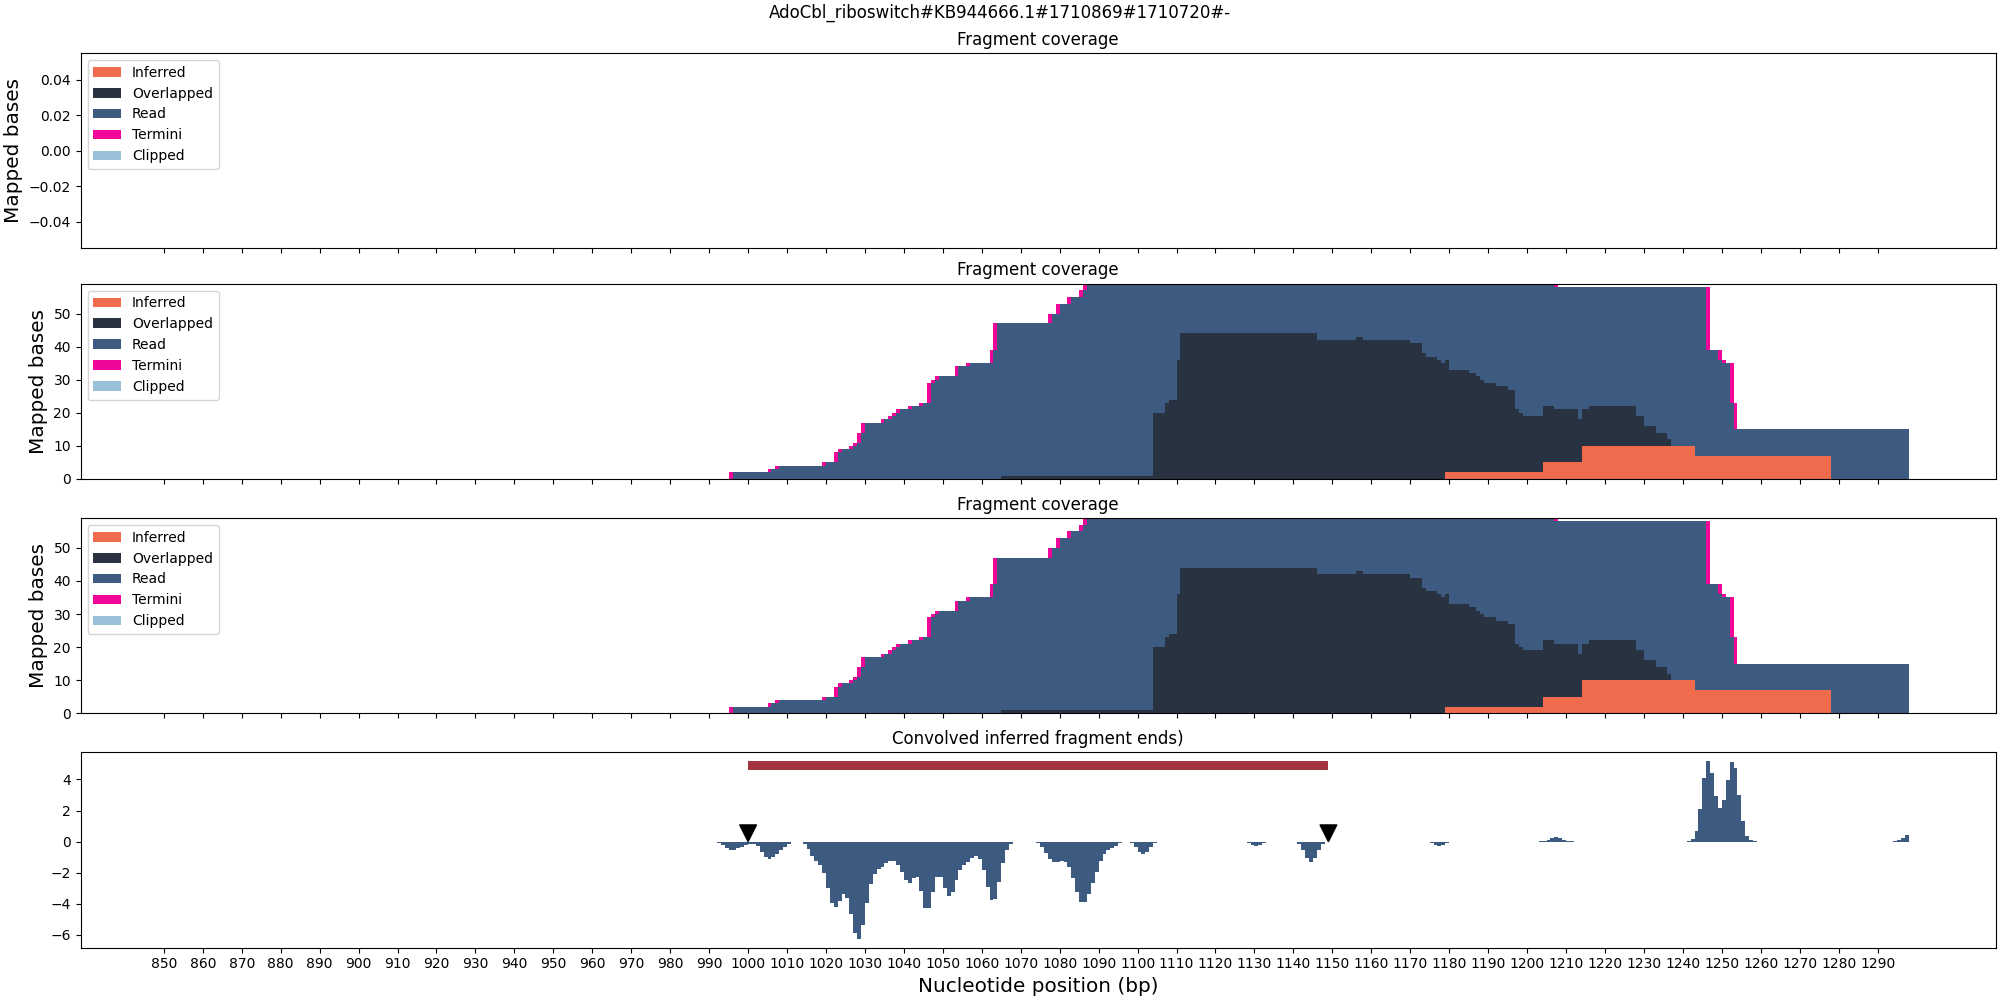 AdoCbl_riboswitch#KB944666.1#1710869#1710720#-
Fragment coverage
Mapped bases
0.04
0.02
0.00
−0.02
−0.04
Inferred
Overlapped
Read
Termini
Clipped
Fragment coverage
Mapped bases
50
40
30
20
10
0
Inferred
Overlapped
Read
Termini
Clipped
Fragment coverage
Mapped bases
50
40
30
20
10
0
Inferred
Overlapped
Read
Termini
Clipped
Convolved inferred fragment ends)
4
2
0
−2
−4
−6
850 860 870 880 890 900 910 920 930 940 950 960 970 980 990 1000 1010 1020 1030 1040 1050 1060 1070 1080 1090 1100 1110 1120 1130 1140 1150 1160 1170 1180 1190 1200 1210 1220 1230 1240 1250 1260 1270 1280 1290
Nucleotide position (bp)